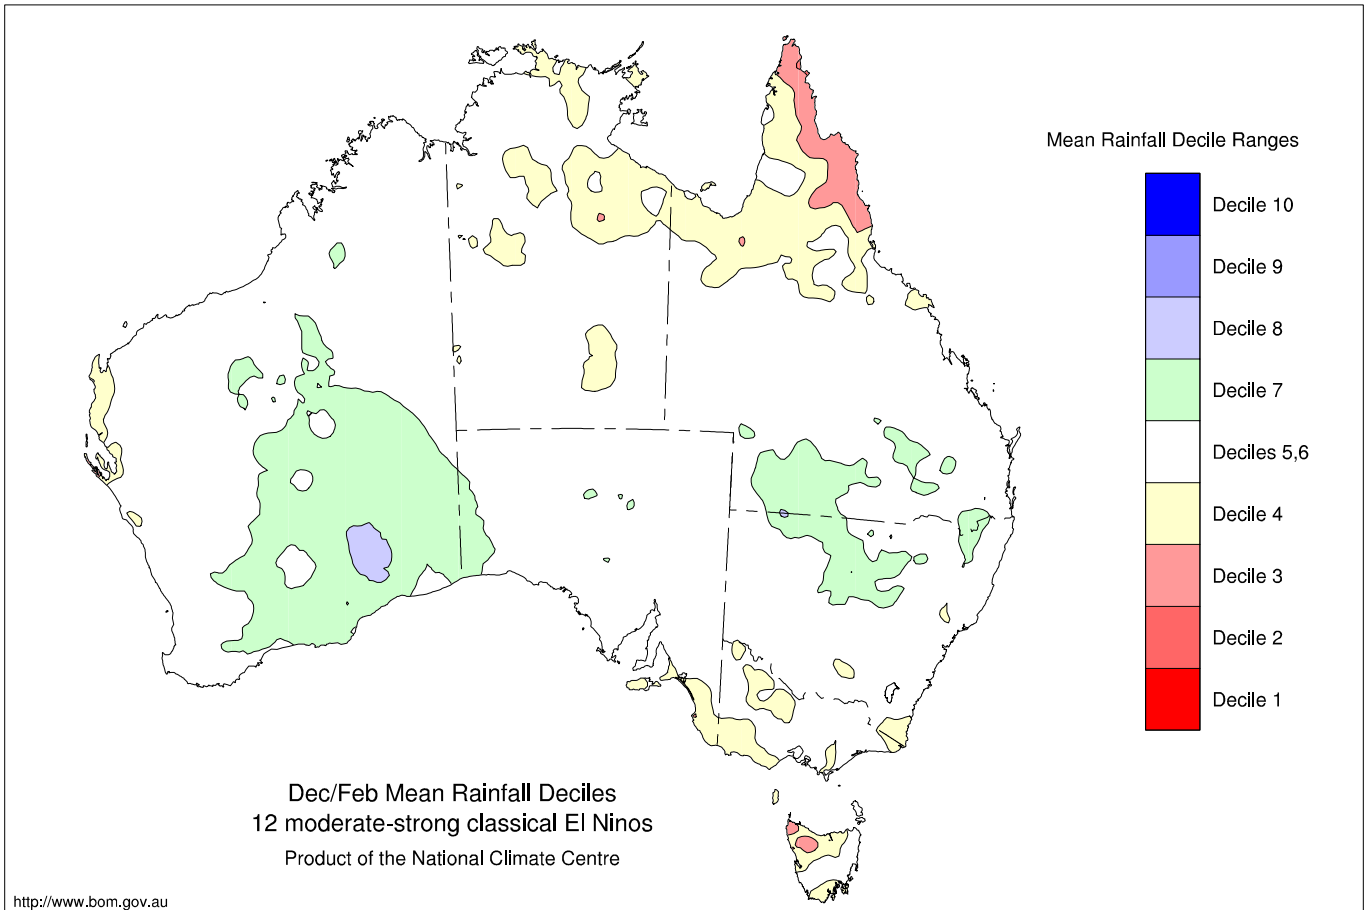 Mean Rainfall Decile Ranges
Decile 10
Decile 9
Decile 8
Decile 7
Deciles 5,6
Decile 4
Decile 3
Decile 2
Decile 1
Dec/Feb Mean Rainfall Deciles
12 moderate-strong classical El Ninos
Product of the National Climate Centre
http://www.bom.gov.au